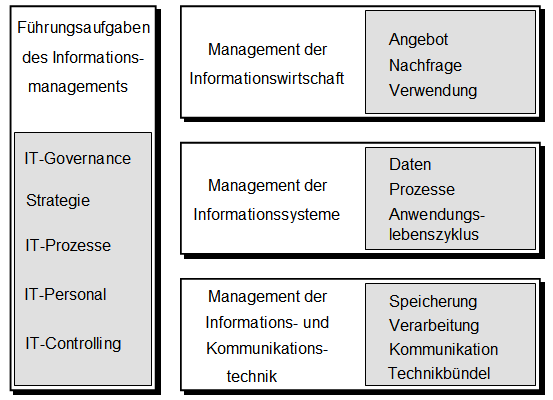 Führungsaufgaben
des Informations-
managements
IT-Governance
Strategie
IT-Prozesse
IT-Personal
IT-Controlling
Management der
Informationswirtschaft
Angebot
Nachfrage
Verwendung
Management der
Informationssysteme
Daten
Prozesse
Anwendungs-
lebenszyklus
Management der
Informations- und
Kommunikations-
technik
Speicherung
Verarbeitung
Kommunikation
Technikbündel